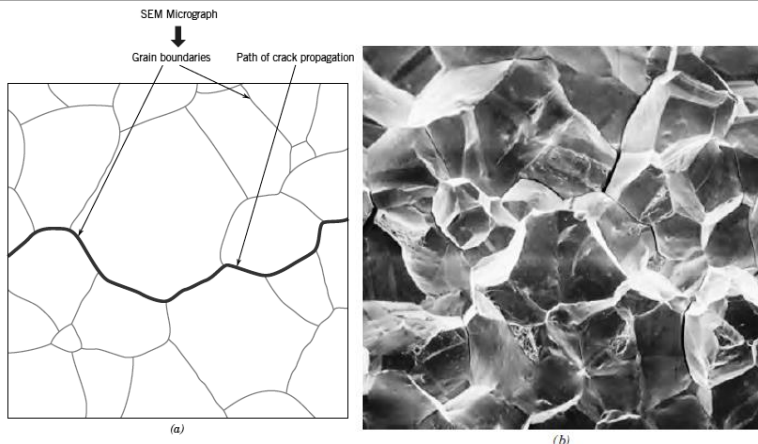 SEM Micrograph
Grain boundaries
Path of crack propagation
(a)
(b)